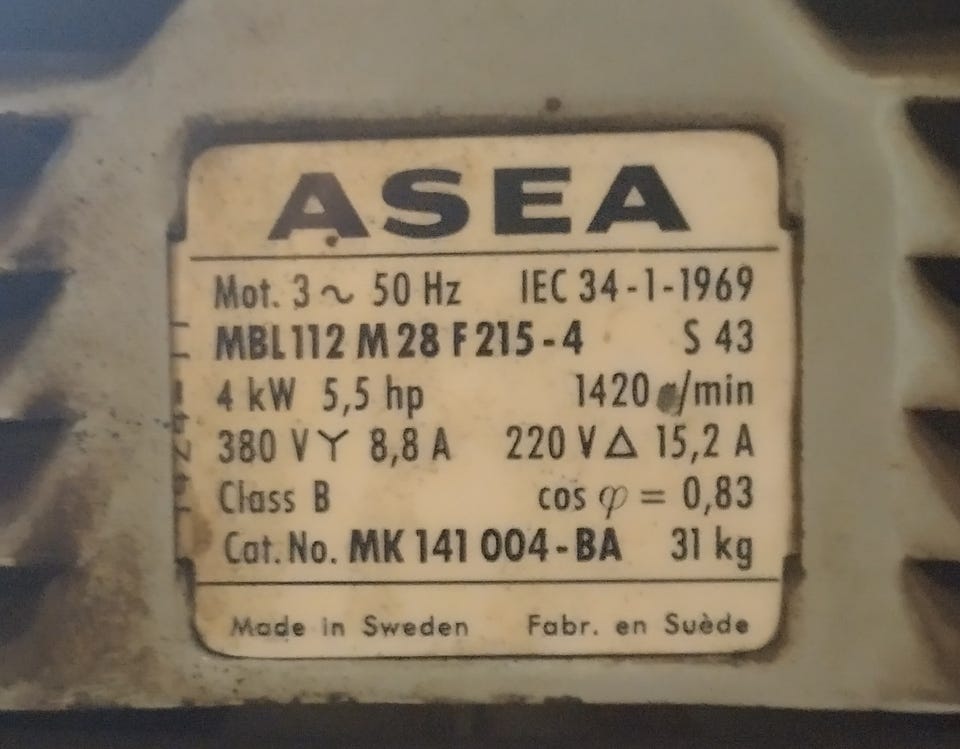 ASEA
Mot. 3 ~ 50 Hz IEC 34-1-1969
MBL 112 M 28 F 215-4 S 43
4 kW 5,5 hp 1420 /min
380 V Y 8,8 A 220 V Δ 15,2 A
Class B cos φ = 0,83
Cat. No. MK 141 004-BA 31 kg
Made in Sweden Fabr. en Suède